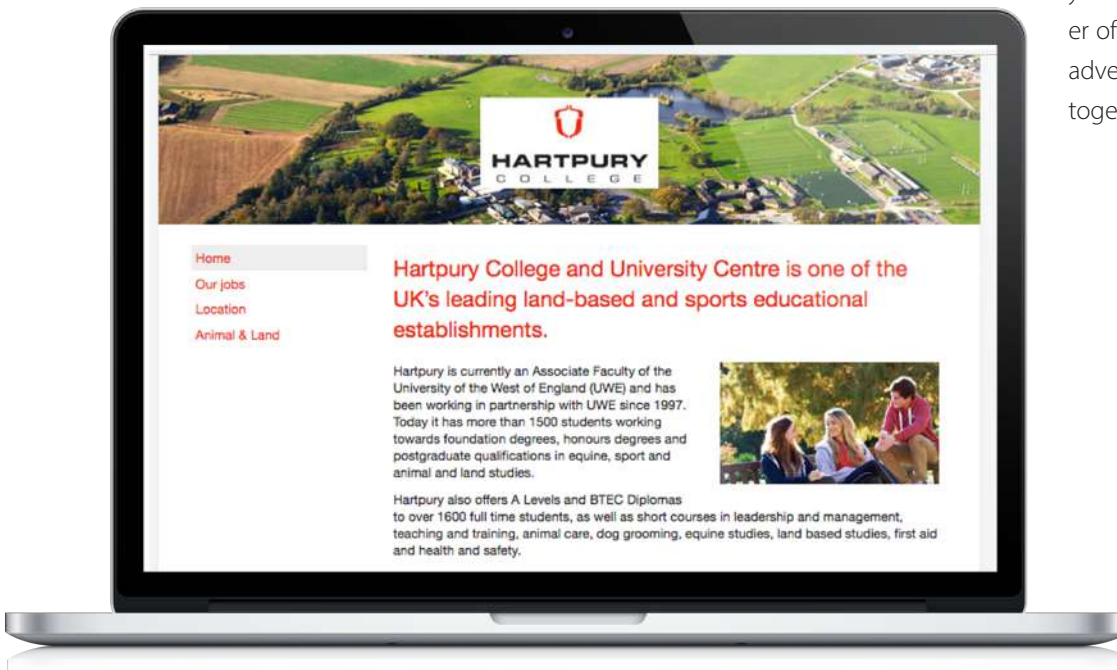 er of
adve
toge
HARTPURY
COLLEGE
Home
Our jobs
Location
Animal & Land
Hartpury College and University Centre is one of the
UK's leading land-based and sports educational
establishments.
Hartpury is currently an Associate Faculty of the
University of the West of England (UWE) and has
been working in partnership with UWE since 1997.
Today it has more than 1500 students working
towards foundation degrees, honours degrees and
postgraduate qualifications in equine, sport and
animal and land studies.
Hartpury also offers A Levels and BTEC Diplomas
to over 1600 full time students, as well as short courses in leadership and management,
teaching and training, animal care, dog grooming, equine studies, land based studies, first aid
and health and safety.